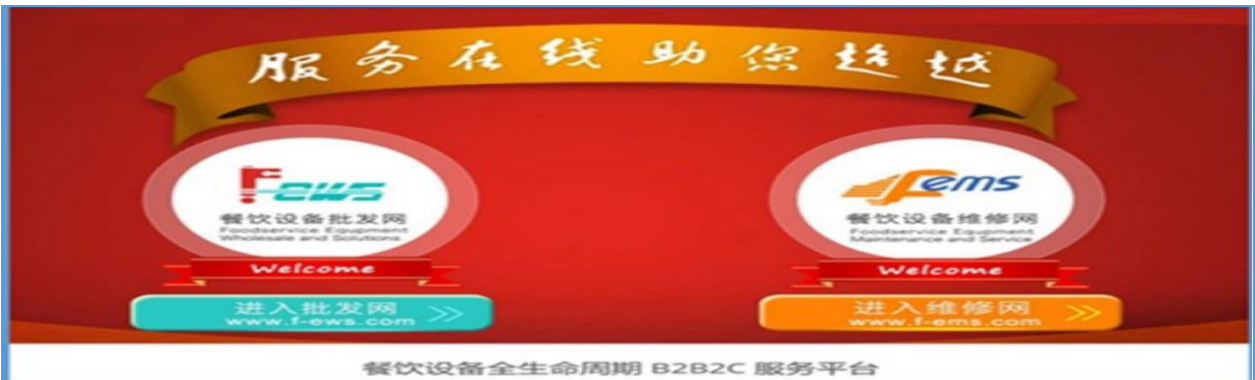 服务在线助您超越
F-ews
餐饮设备批发网
Foodservice Equipment
Wholesale and Solutions
Welcome
进入批发网
www.f-ews.com
fems
餐饮设备维修网
Foodservice Equipment
Maintenance and Service
Welcome
进入维修网
www.f-ems.com
餐饮设备全生命周期 B2B2C 服务平台